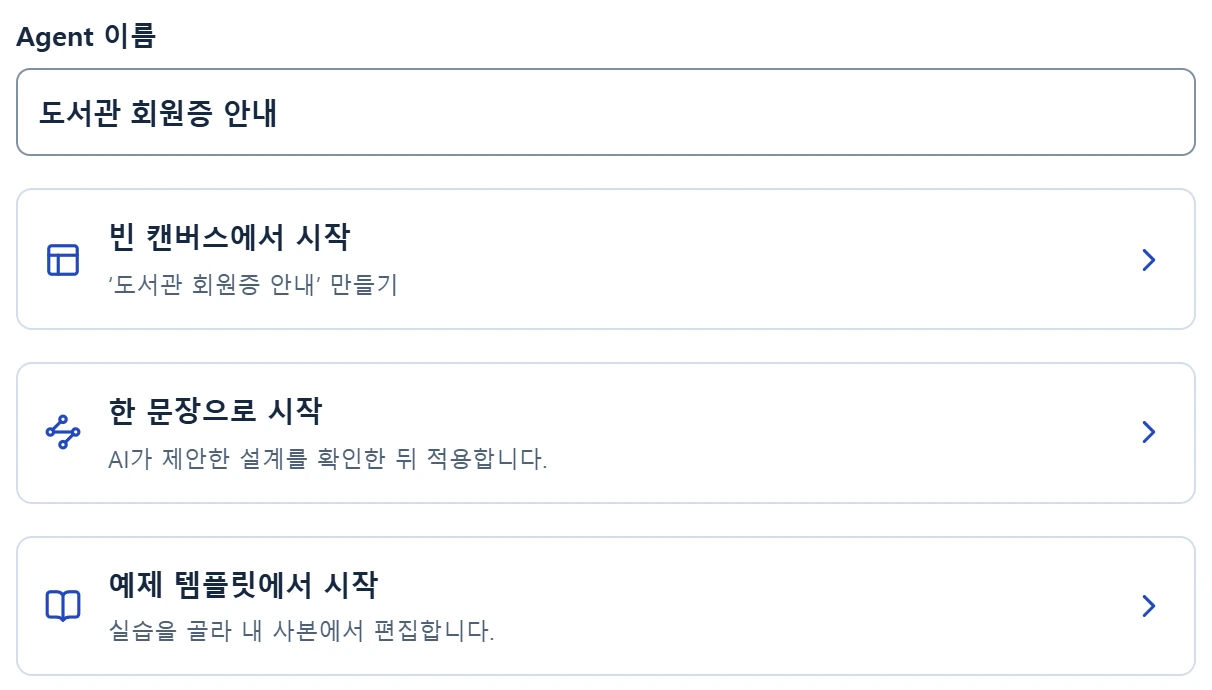 Agent 이름
도서관 회원증 안내
빈 캔버스에서 시작
‘도서관 회원증 안내’ 만들기
한 문장으로 시작
AI가 제안한 설계를 확인한 뒤 적용합니다.
예제 템플릿에서 시작
실습을 골라 내 사본에서 편집합니다.